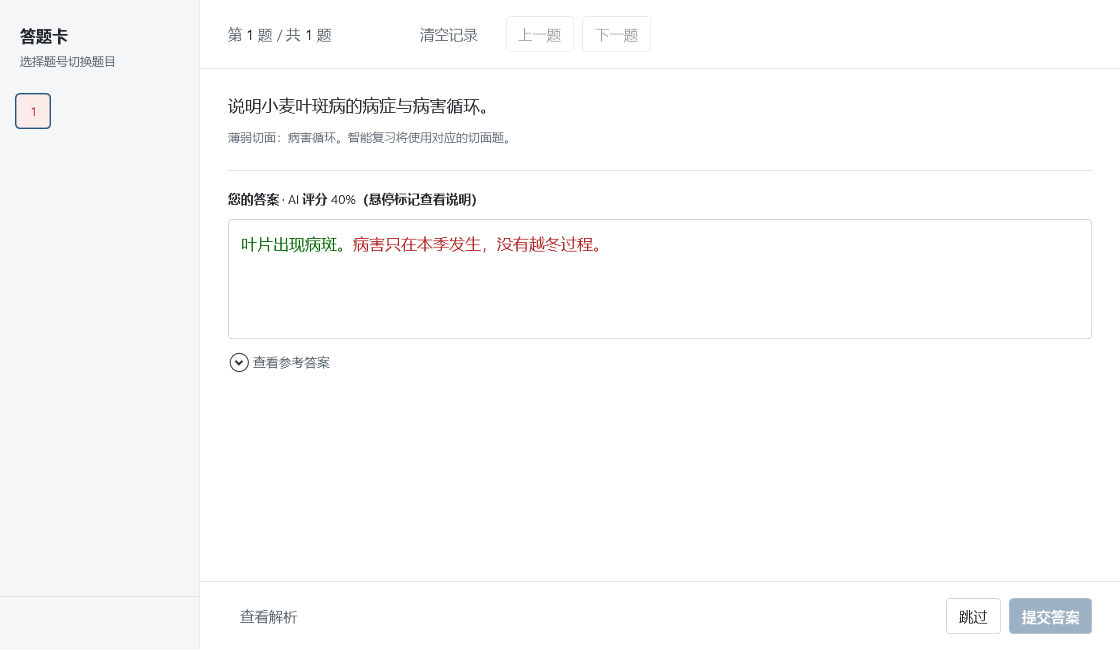 答题卡
选择题号切换题目
1
第 1 题 / 共 1 题
清空记录
上一题
下一题
说明小麦叶斑病的病症与病害循环。
薄弱切面：病害循环。智能复习将使用对应的切面题。
您的答案 · AI 评分 40%（悬停标记查看说明）
叶片出现病斑。病害只在本季发生，没有越冬过程。
查看参考答案
查看解析
跳过
提交答案